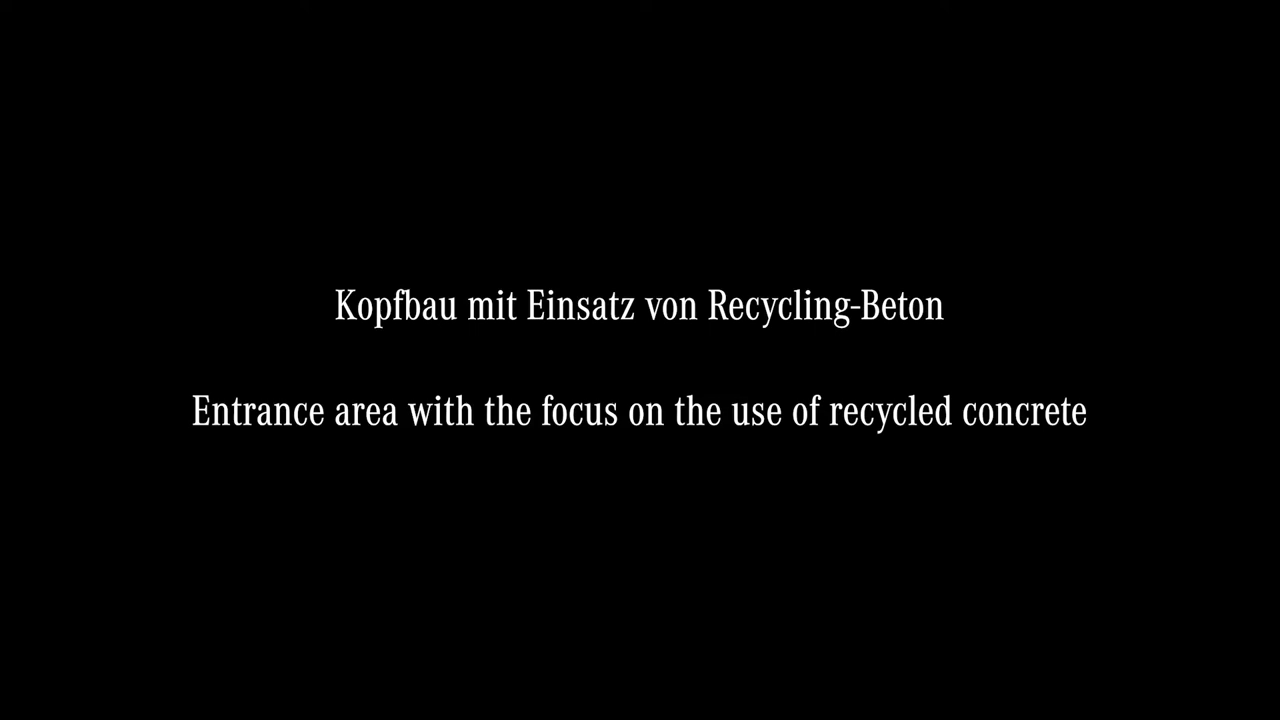 Kopfbau mit Einsatz von Recycling-Beton
Entrance area with the focus on the use of recycled concrete